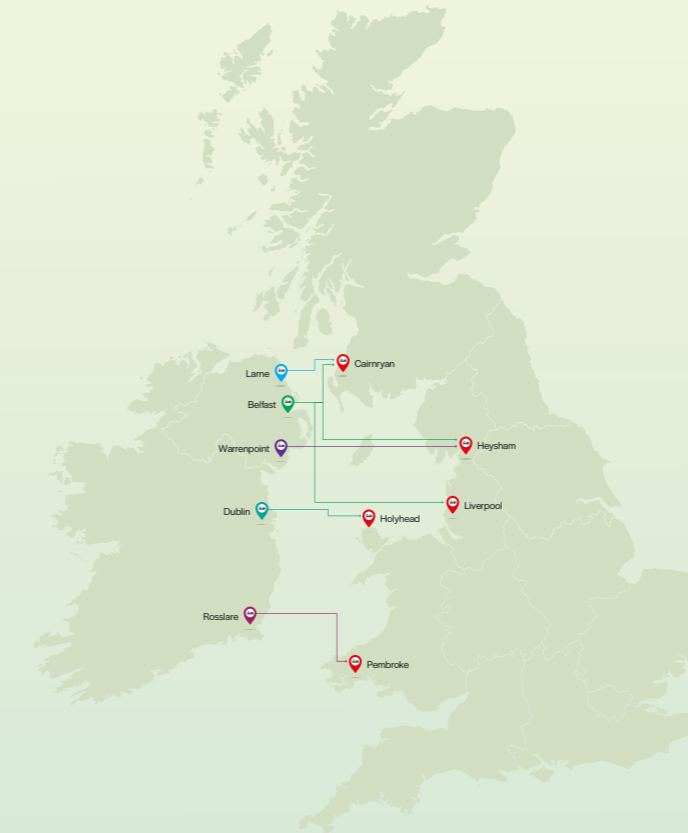 Larne
Cairnryan
Belfast
Warrenpoint
Heysham
Dublin
Holyhead
Liverpool
Rosslare
Pembroke